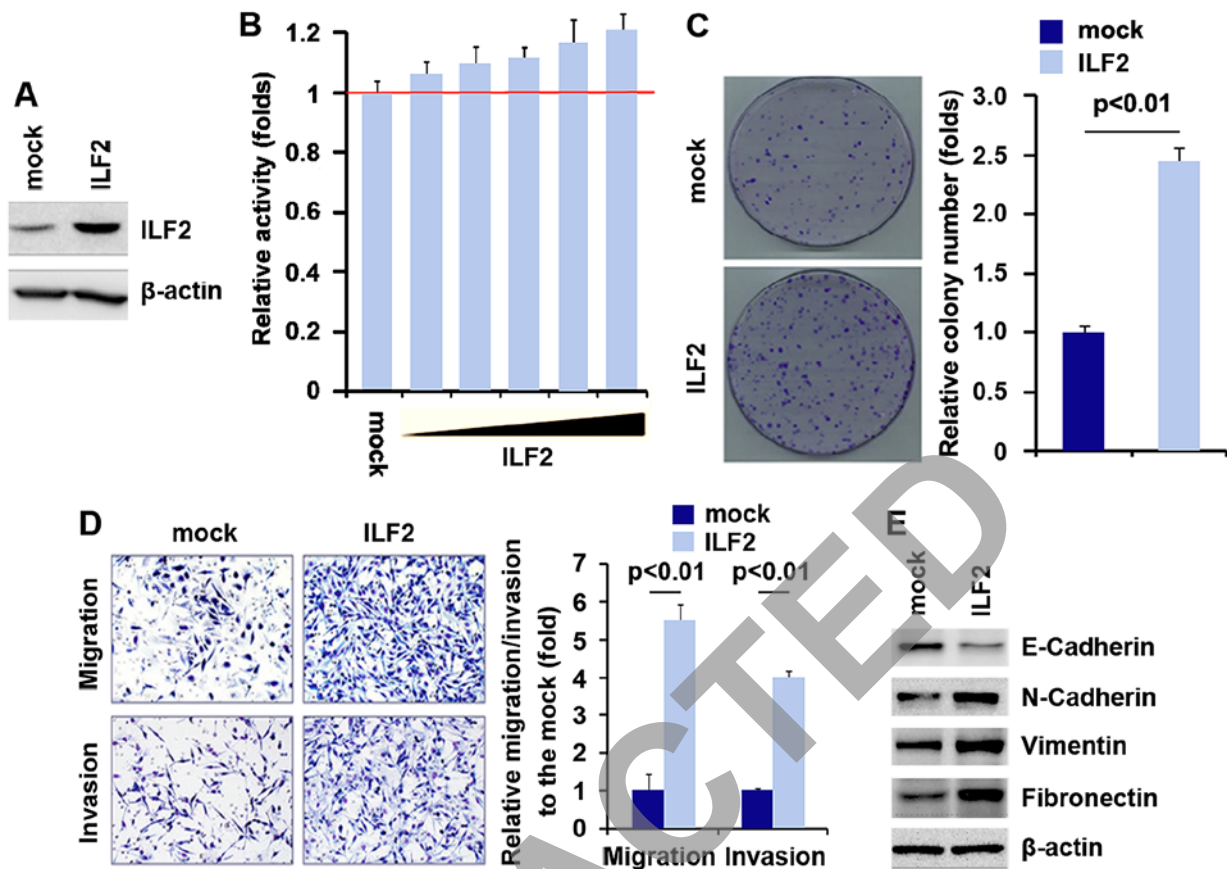 A
mock
ILF2
ILF2
β-actin
B
Relative activity (folds)
1.2
1
0.8
0.6
0.4
0.2
0
mock
ILF2
C
mock
ILF2
mock
ILF2
Relative colony number (folds)
3.0
2.5
2.0
1.5
1.0
0.5
0
p<0.01
D
mock
ILF2
Migration
Invasion
mock
ILF2
Relative migration/invasion
to the mock (fold)
7
6
5
4
3
2
1
0
p<0.01
p<0.01
Migration
Invasion
E
mock
ILF2
E-Cadherin
N-Cadherin
Vimentin
Fibronectin
β-actin
ACTED